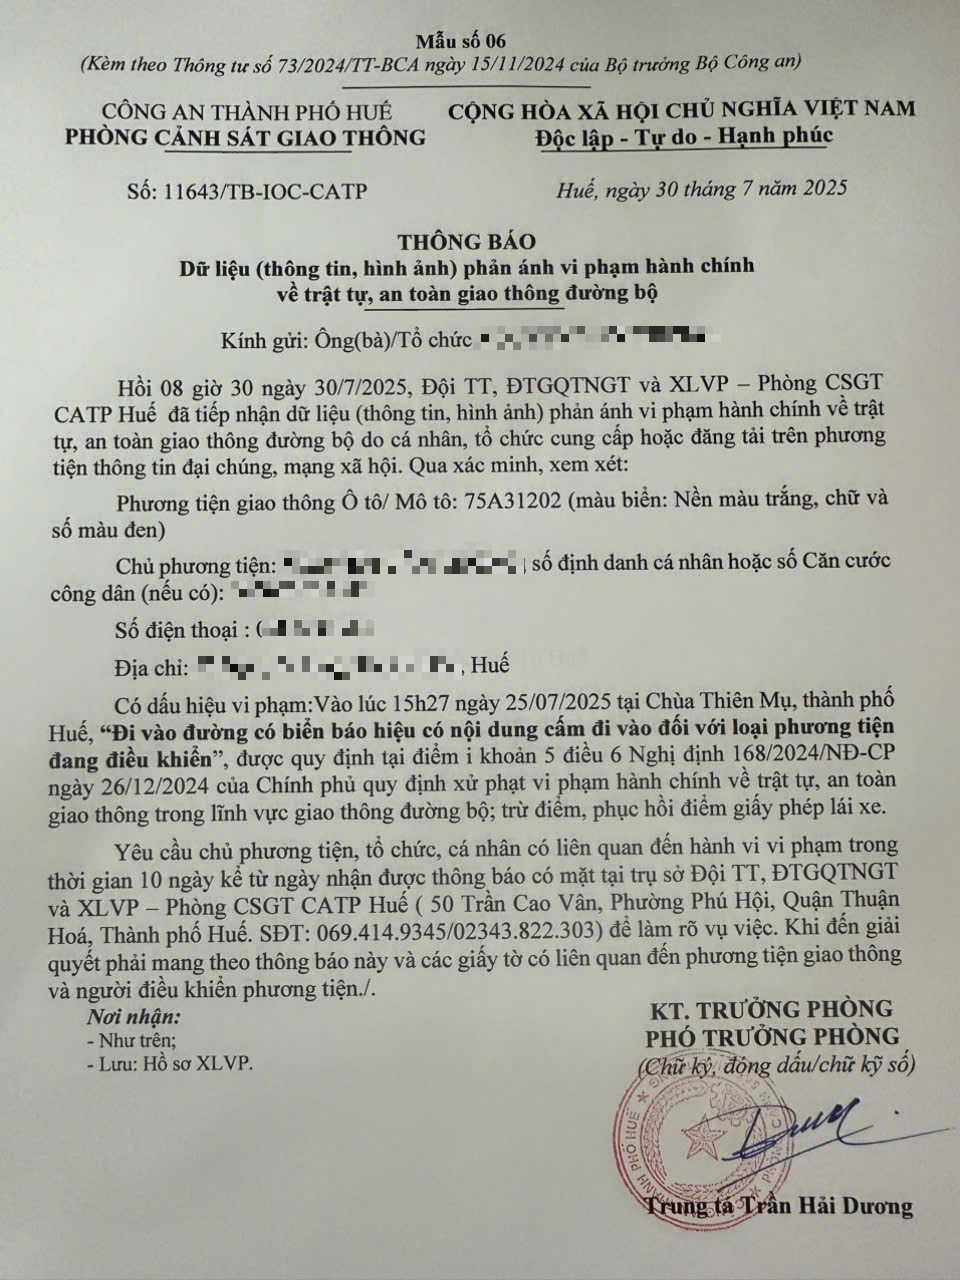 Mẫu số 06
(Kèm theo Thông tư số 73/2024/TT-BCA ngày 15/11/2024 của Bộ trưởng Bộ Công an)
CÔNG AN THÀNH PHỐ HUẾ
PHÒNG CẢNH SÁT GIAO THÔNG
CỘNG HÒA XÃ HỘI CHỦ NGHĨA VIỆT NAM
Độc lập - Tự do - Hạnh phúc
Số: 11643/TB-IOC-CATP
Huế, ngày 30 tháng 7 năm 2025
THÔNG BÁO
Dữ liệu (thông tin, hình ảnh) phản ánh vi phạm hành chính
về trật tự, an toàn giao thông đường bộ
Kính gửi: Ông(bà)/Tổ chức
Hồi 08 giờ 30 ngày 30/7/2025, Đội TT, ĐTGQTNGT và XLVP – Phòng CSGT
CATP Huế đã tiếp nhận dữ liệu (thông tin, hình ảnh) phản ánh vi phạm hành chính về trật
tự, an toàn giao thông đường bộ do cá nhân, tổ chức cung cấp hoặc đăng tải trên phương
tiện thông tin đại chúng, mạng xã hội. Qua xác minh, xem xét:
Phương tiện giao thông Ô tô/ Mô tô: 75A31202 (màu biển: Nền màu trắng, chữ và
số màu đen)
Chủ phương tiện: số định danh cá nhân hoặc số Căn cước
công dân (nếu có):
Số điện thoại :
Địa chỉ: , Huế
Có dấu hiệu vi phạm:Vào lúc 15h27 ngày 25/07/2025 tại Chùa Thiên Mụ, thành phố
Huế, “Đi vào đường có biển báo hiệu có nội dung cấm đi vào đối với loại phương tiện
đang điều khiển”, được quy định tại điểm i khoản 5 điều 6 Nghị định 168/2024/NĐ-CP
ngày 26/12/2024 của Chính phủ quy định xử phạt vi phạm hành chính về trật tự, an toàn
giao thông trong lĩnh vực giao thông đường bộ; trừ điểm, phục hồi điểm giấy phép lái xe.
Yêu cầu chủ phương tiện, tổ chức, cá nhân có liên quan đến hành vi vi phạm trong
thời gian 10 ngày kể từ ngày nhận được thông báo có mặt tại trụ sở Đội TT, ĐTGQTNGT
và XLVP – Phòng CSGT CATP Huế ( 50 Trần Cao Vân, Phường Phú Hội, Quận Thuận
Hoá, Thành phố Huế. SĐT: 069.414.9345/02343.822.303) để làm rõ vụ việc. Khi đến giải
quyết phải mang theo thông báo này và các giấy tờ có liên quan đến phương tiện giao thông
và người điều khiển phương tiện./.
Nơi nhận:
- Như trên;
- Lưu: Hồ sơ XLVP.
KT. TRƯỞNG PHÒNG
PHÓ TRƯỞNG PHÒNG
(Chữ ký, đóng dấu/chữ ký số)
Trung tá Trần Hải Dương